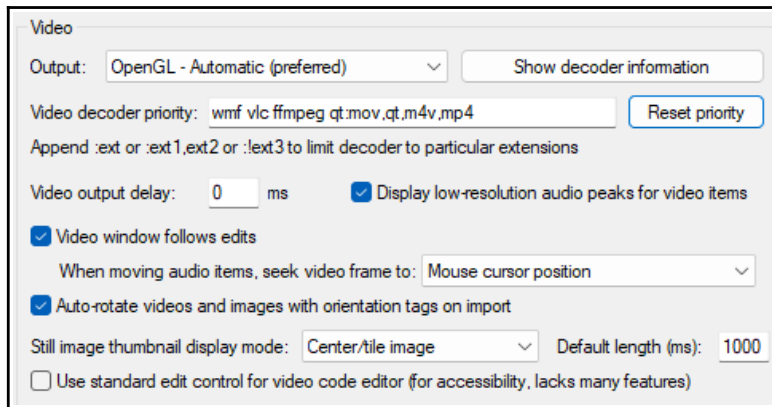 Video
Output: OpenGL - Automatic (preferred) Show decoder information
Video decoder priority: wmf vlc ffmpeg qt:mov,qt,m4v,mp4 Reset priority
Append :ext or :ext1,ext2 or :!ext3 to limit decoder to particular extensions
Video output delay: 0 ms Display low-resolution audio peaks for video items
Video window follows edits
When moving audio items, seek video frame to: Mouse cursor position
Auto-rotate videos and images with orientation tags on import
Still image thumbnail display mode: Center/tile image Default length (ms): 1000
Use standard edit control for video code editor (for accessibility, lacks many features)